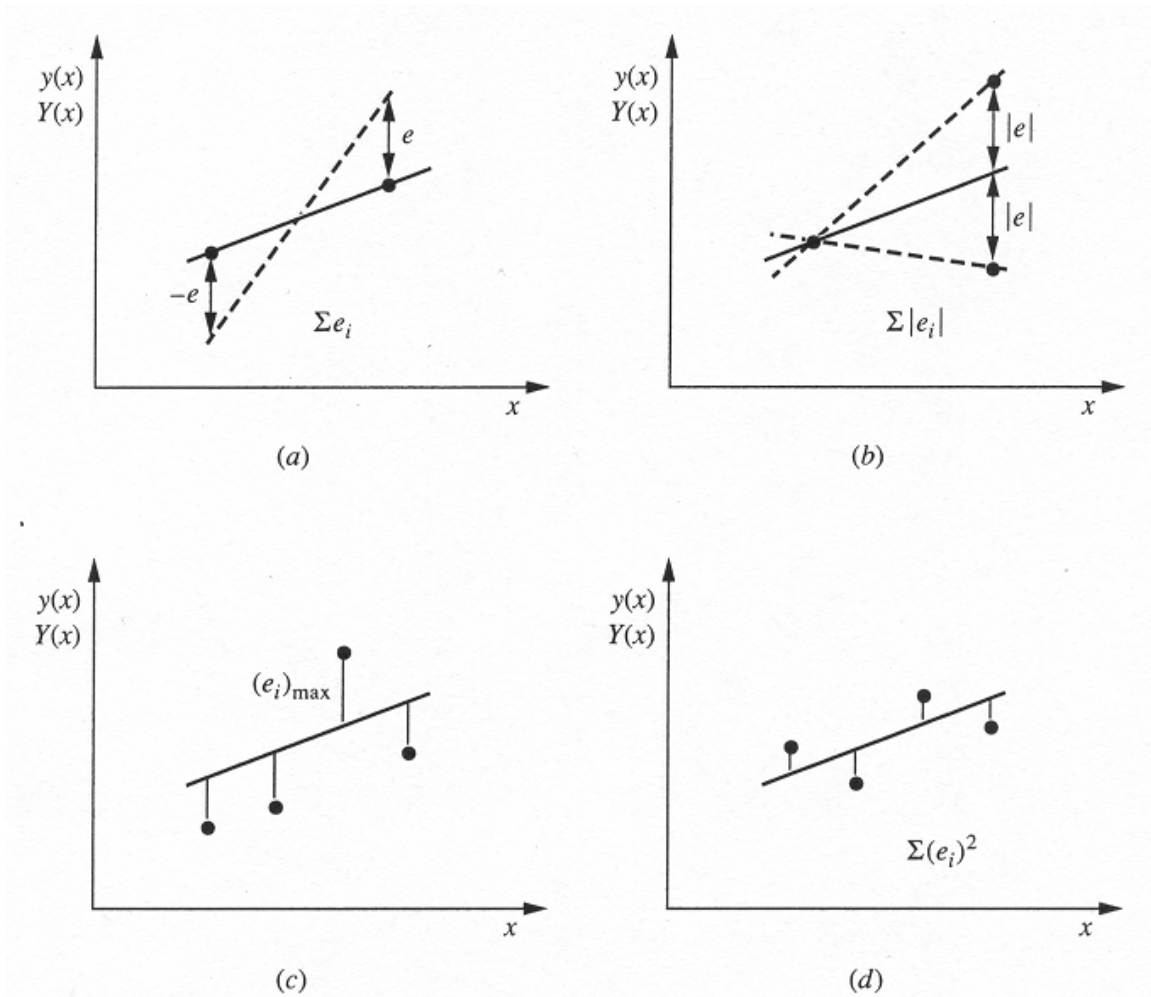 y(x)
Y(x)
e
−e
Σe_i
x
(a)
y(x)
Y(x)
|e|
|e|
Σ|e_i|
x
(b)
y(x)
Y(x)
(e_i)_max
x
(c)
y(x)
Y(x)
Σ(e_i)^2
x
(d)